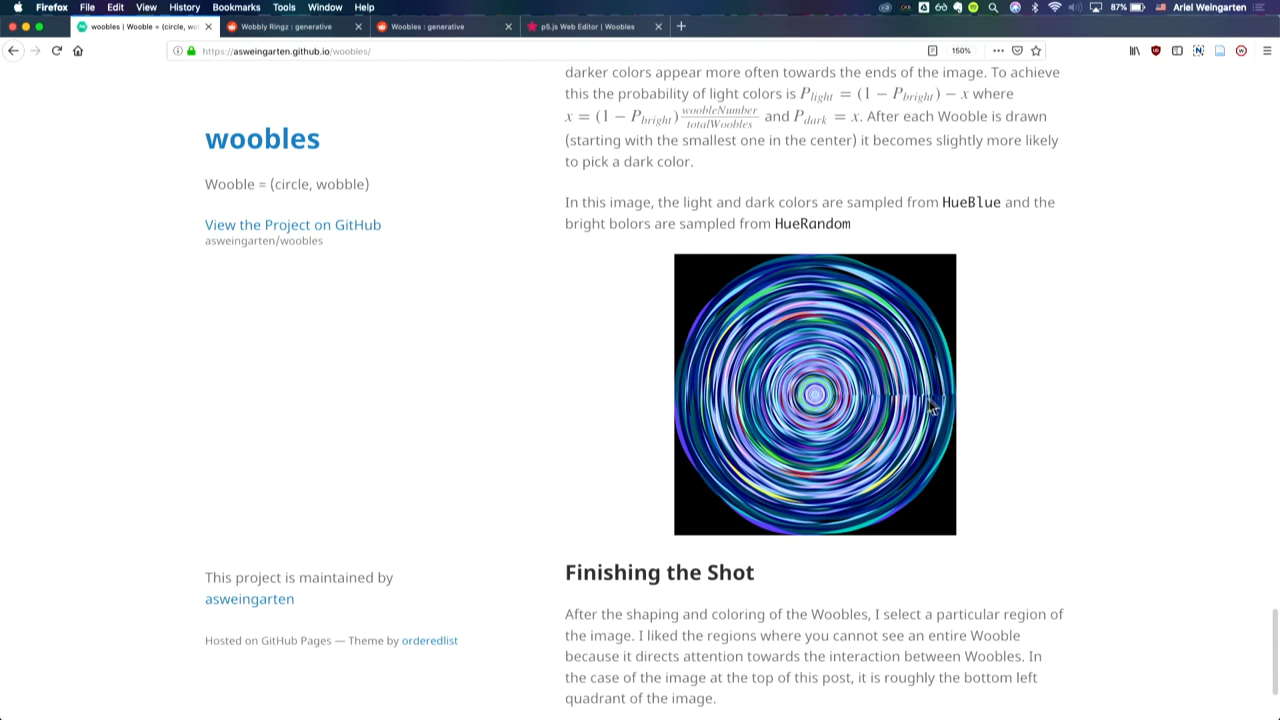 Firefox File Edit View History Bookmarks Tools Window Help 87% Ariel Weingarten
woobles | Wooble = (circle, wo Wobbly Ringz : generative Woobles : generative p5.js Web Editor | Woobles
https://asweingarten.github.io/woobles/ 150%
woobles
Wooble = (circle, wobble)
View the Project on GitHub
asweingarten/woobles
This project is maintained by
asweingarten
Hosted on GitHub Pages — Theme by orderedlist
darker colors appear more often towards the ends of the image. To achieve
this the probability of light colors is P_light = (1 − P_bright) − x where
x = (1 − P_bright) woobleNumber/totalWoobles and P_dark = x. After each Wooble is drawn
(starting with the smallest one in the center) it becomes slightly more likely
to pick a dark color.
In this image, the light and dark colors are sampled from HueBlue and the
bright bolors are sampled from HueRandom
Finishing the Shot
After the shaping and coloring of the Woobles, I select a particular region of
the image. I liked the regions where you cannot see an entire Wooble
because it directs attention towards the interaction between Woobles. In
the case of the image at the top of this post, it is roughly the bottom left
quadrant of the image.